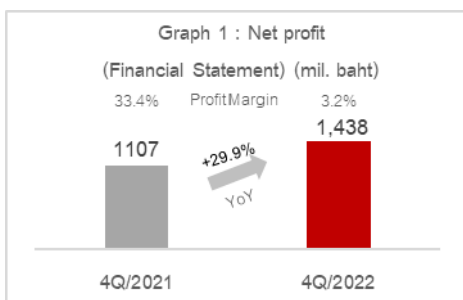 Graph 1 : Net profit
(Financial Statement) (mil. baht)
33.4% ProfitMargin 3.2%
1107 +29.9% 1,438
YoY
4Q/2021 4Q/2022